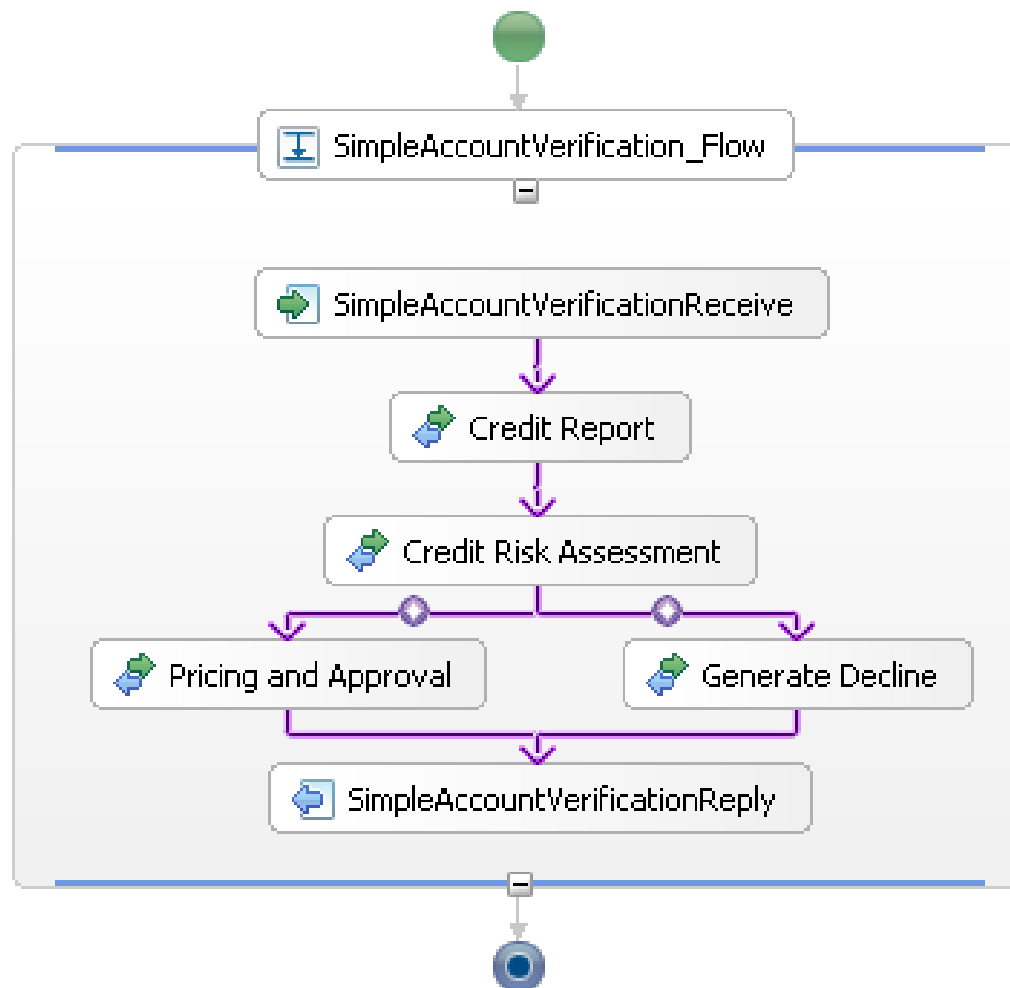 SimpleAccountVerification_Flow
SimpleAccountVerificationReceive
Credit Report
Credit Risk Assessment
Pricing and Approval
Generate Decline
SimpleAccountVerificationReply